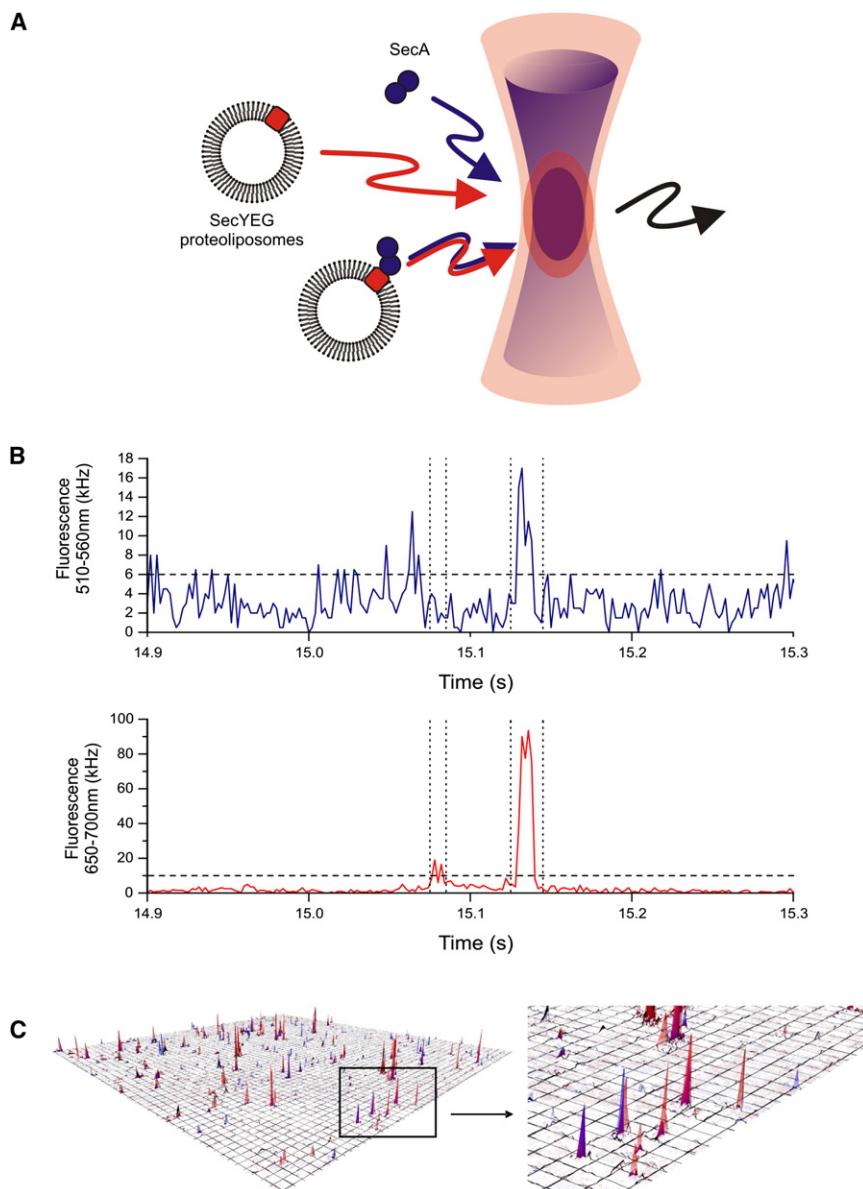 A
SecA
SecYEG
proteoliposomes
B
Fluorescence
510-560nm (kHz)
18
16
14
12
10
8
6
4
2
0
14.9
15.0
15.1
15.2
15.3
Time (s)
Fluorescence
650-700nm (kHz)
100
80
60
40
20
0
14.9
15.0
15.1
15.2
15.3
Time (s)
C